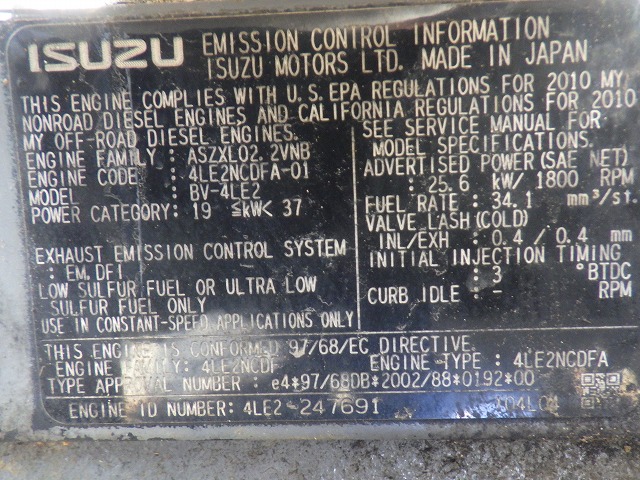 ISUZU EMISSION CONTROL INFORMATION
ISUZU MOTORS LTD. MADE IN JAPAN
THIS ENGINE COMPLIES WITH U.S.EPA REGULATIONS FOR 2010 MY
NONROAD DIESEL ENGINES AND CALIFORNIA REGULATIONS FOR 2010
MY OFF-ROAD DIESEL ENGINES.
ENGINE FAMILY : ASZXL02.2VNB
ENGINE CODE : 4LE2NCDFA-01
MODEL : BV-4LE2
POWER CATEGORY: 19 ≦kW< 37
EXHAUST EMISSION CONTROL SYSTEM
: EM,DFI
LOW SULFUR FUEL OR ULTRA LOW
SULFUR FUEL ONLY
USE IN CONSTANT-SPEED APPLICATIONS ONLY
SEE SERVICE MANUAL FOR
MODEL SPECIFICATIONS
ADVERTISED POWER(SAE NET)
: 25.6 kW/ 1800 RPM
FUEL RATE : 34.1 mm³/st.
VALVE LASH(COLD)
INL/EXH : 0.4 / 0.4 mm
INITIAL INJECTION TIMING
: 3 °BTDC
CURB IDLE : - RPM
THIS ENGINE IS CONFORMED 97/68/EC DIRECTIVE.
ENGINE FAMILY: 4LE2NCDF ENGINE-TYPE : 4LE2NCDFA
TYPE APPROVAL NUMBER : e4*97/68DB*2002/88*0192*00
ENGINE ID NUMBER: 4LE2-247691